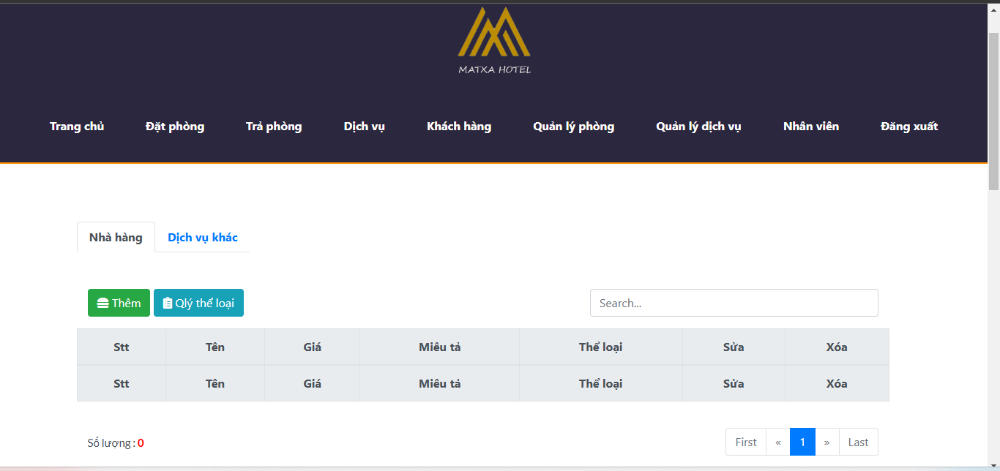 MATXA HOTEL
Trang chủ Đặt phòng Trả phòng Dịch vụ Khách hàng Quản lý phòng Quản lý dịch vụ Nhân viên Đăng xuất
Nhà hàng Dịch vụ khác
Thêm Qlý thể loại Search...
Stt Tên Giá Miêu tả Thể loại Sửa Xóa
Stt Tên Giá Miêu tả Thể loại Sửa Xóa
Số lượng : 0 First « 1 » Last